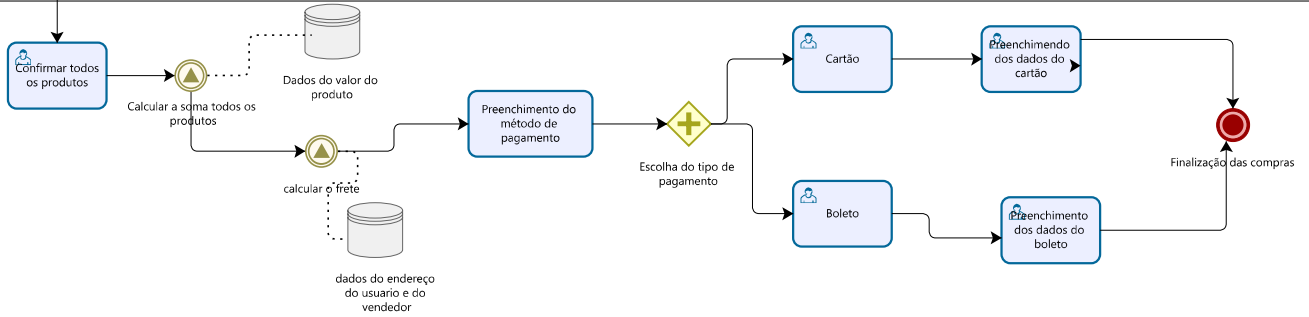 Confirmar todos
os produtos
Calcular a soma todos os
produtos
Dados do valor do
produto
calcular o frete
dados do endereço
do usuario e do
vendedor
Preenchimento do
método de
pagamento
Escolha do tipo de
pagamento
Cartão
Preenchimendo
dos dados do
cartão
Boleto
Preenchimento
dos dados do
boleto
Finalização das compras